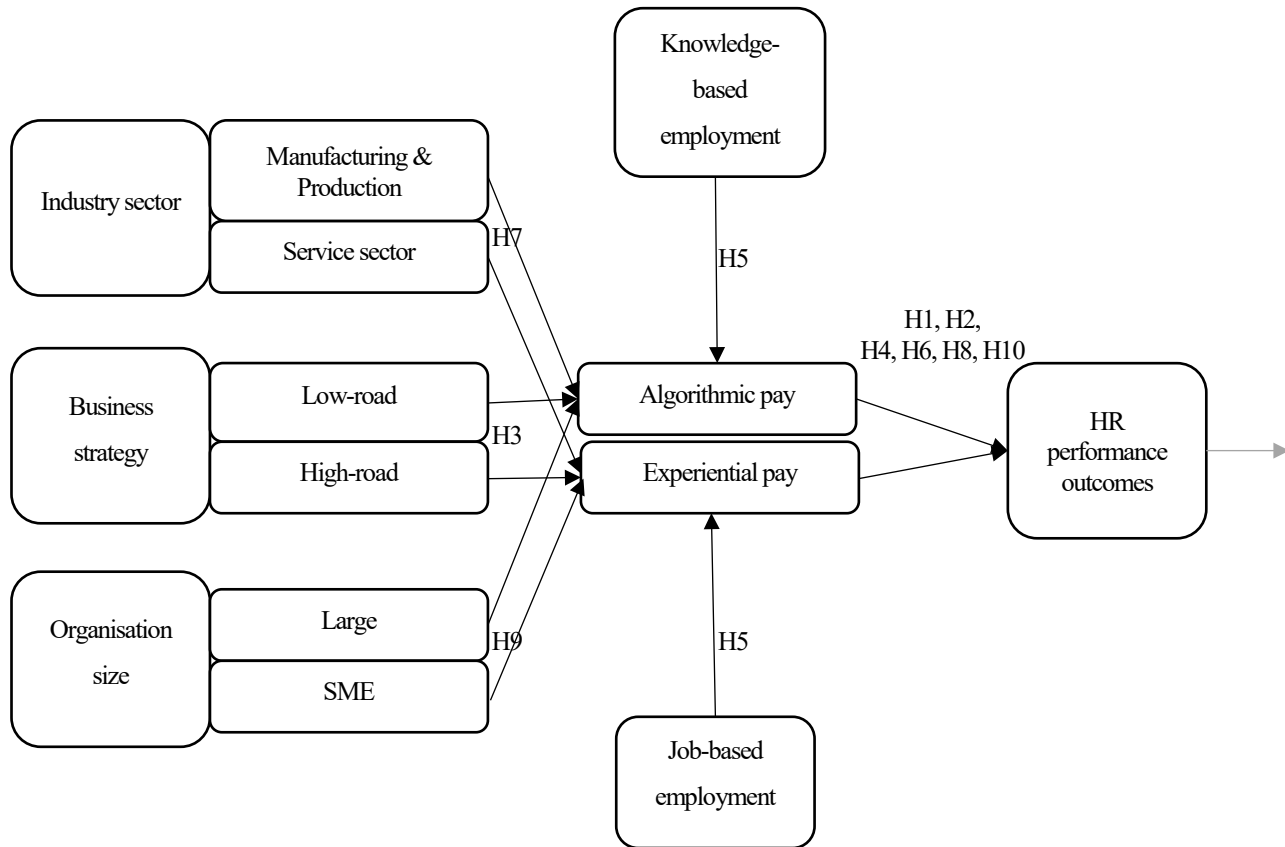 Knowledge-
based
employment
Manufacturing &
Production
Industry sector
Service sector
H7
H5
H1, H2,
H4, H6, H8, H10
Low-road
Algorithmic pay
Business
strategy
H3
HR
performance
outcomes
High-road
Experiential pay
Large
Organisation
size
H9
H5
SME
Job-based
employment